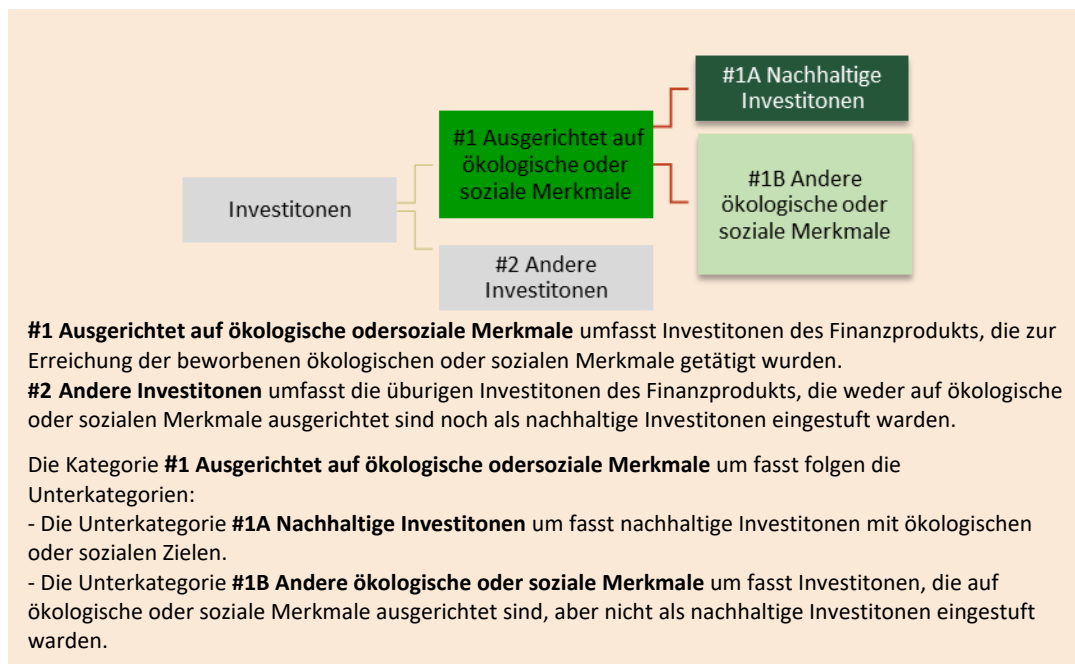 #1A Nachhaltige
Investitonen
#1 Ausgerichtet auf
ökologische oder
soziale Merkmale
#1B Andere
ökologische oder
soziale Merkmale
Investitonen
#2 Andere
Investitonen
#1 Ausgerichtet auf ökologische odersoziale Merkmale umfasst Investitonen des Finanzprodukts, die zur
Erreichung der beworbenen ökologischen oder sozialen Merkmale getätigt wurden.
#2 Andere Investitonen umfasst die überigen Investitonen des Finanzprodukts, die weder auf ökologische
oder sozialen Merkmale ausgerichtet sind noch als nachhaltige Investitonen eingestuft warden.
Die Kategorie #1 Ausgerichtet auf ökologische odersoziale Merkmale um fasst folgen die
Unterkategorien:
- Die Unterkategorie #1A Nachhaltige Investitonen um fasst nachhaltige Investitonen mit ökologischen
oder sozialen Zielen.
- Die Unterkategorie #1B Andere ökologische oder soziale Merkmale um fasst Investitonen, die auf
ökologische oder soziale Merkmale ausgerichtet sind, aber nicht als nachhaltige Investitonen eingestuft
warden.